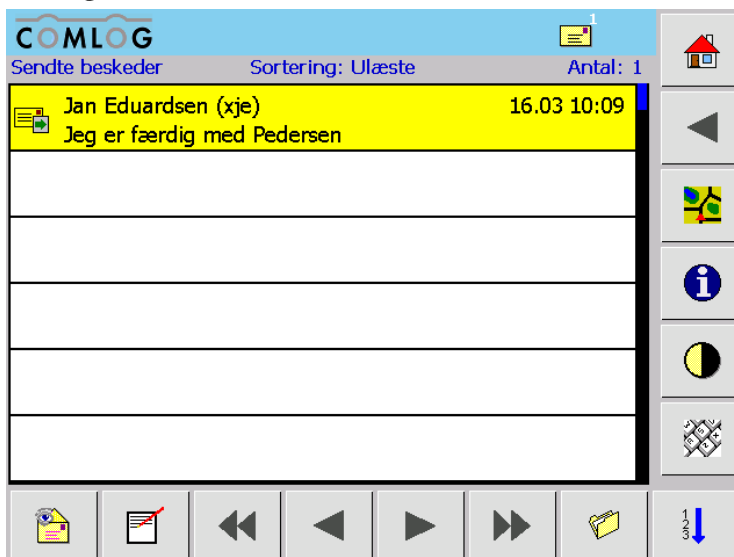 COMLOG
1
Sendte beskeder Sortering: Ulæste Antal: 1
Jan Eduardsen (xje) 16.03 10:09
Jeg er færdig med Pedersen
1
2
3